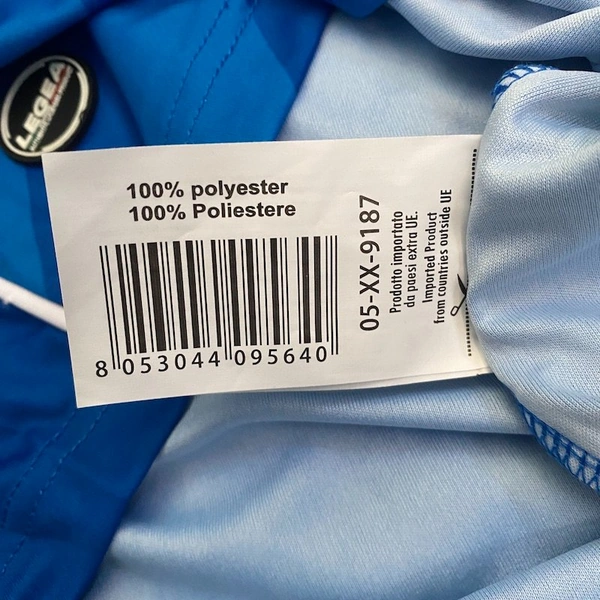 LEGEA
100% polyester
100% Poliestere
8 053044 095640
05-XX-9187
Prodotto importato
da paesi extra UE.
Imported Product
from countries outside UE